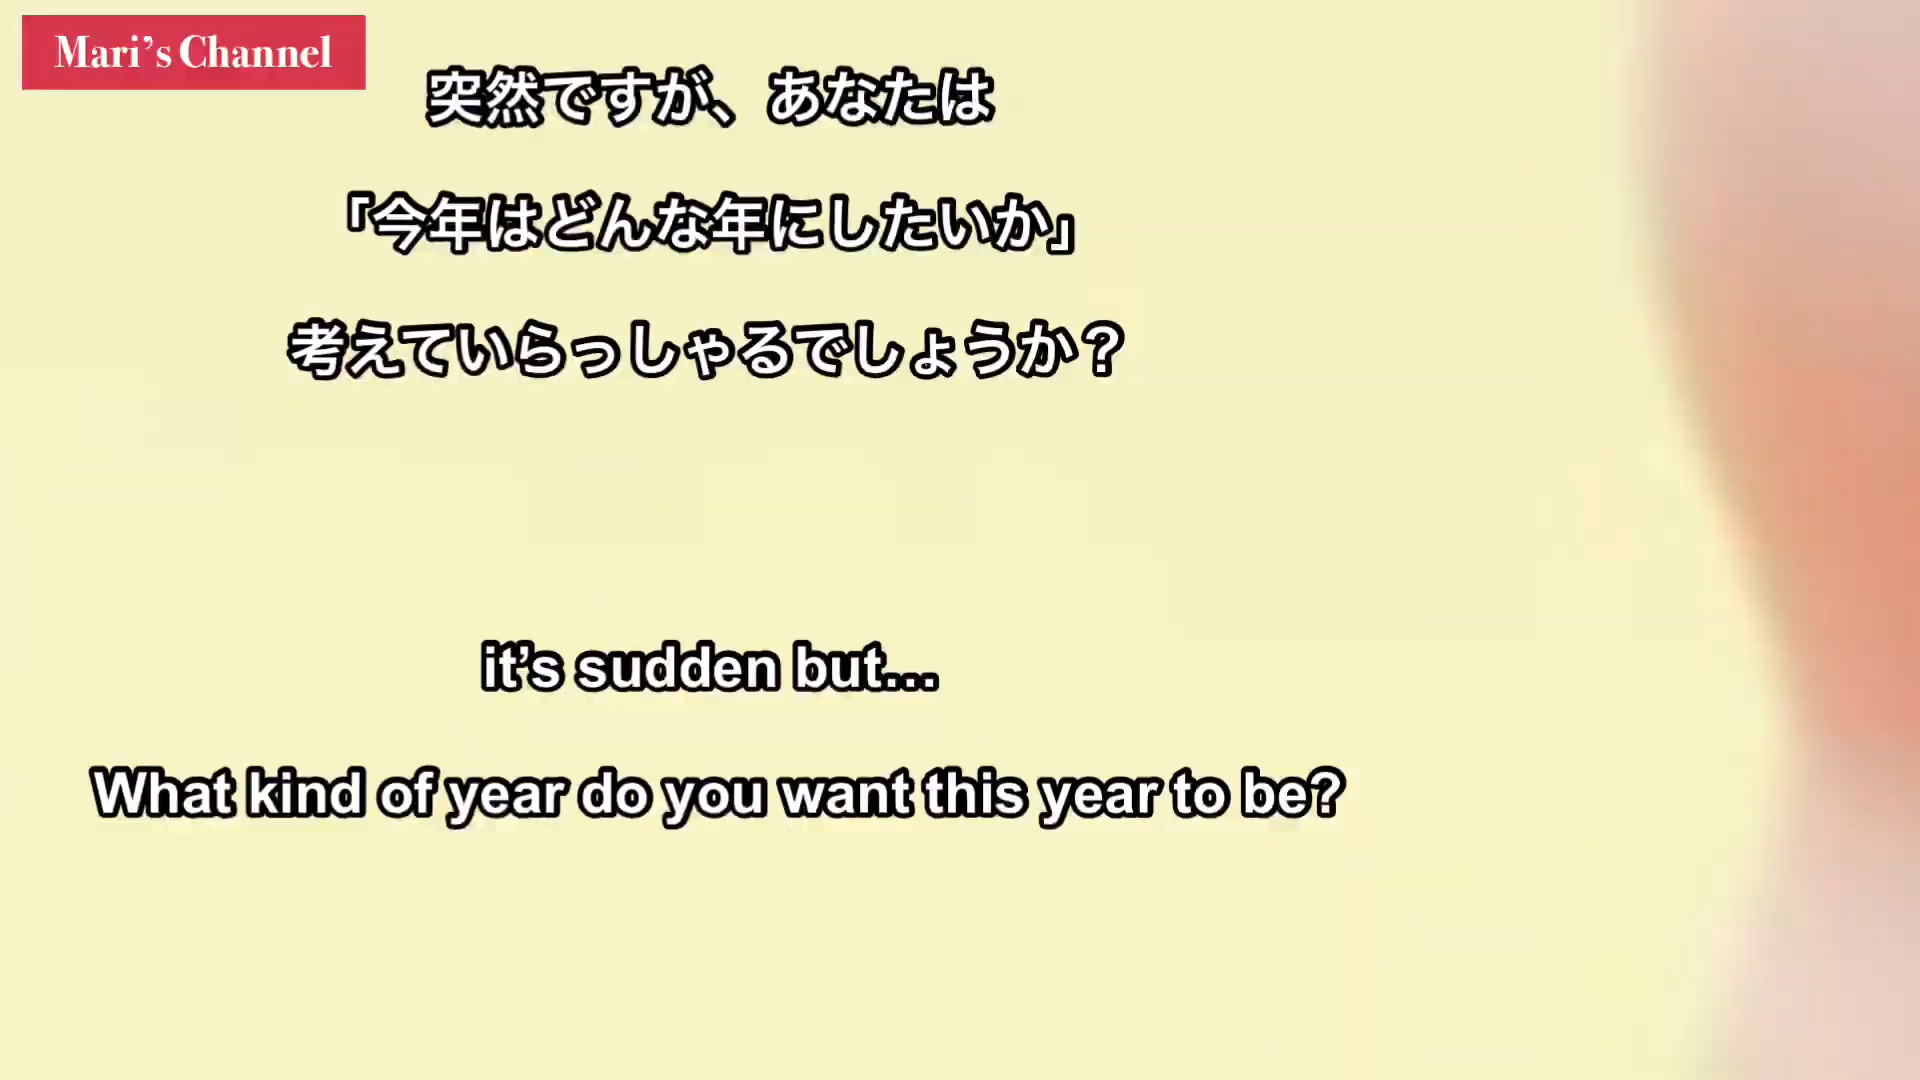 Mari's Channel
突然ですが、あなたは
「今年はどんな年にしたいか」
考えていらっしゃるでしょうか？
it's sudden but...
What kind of year do you want this year to be?